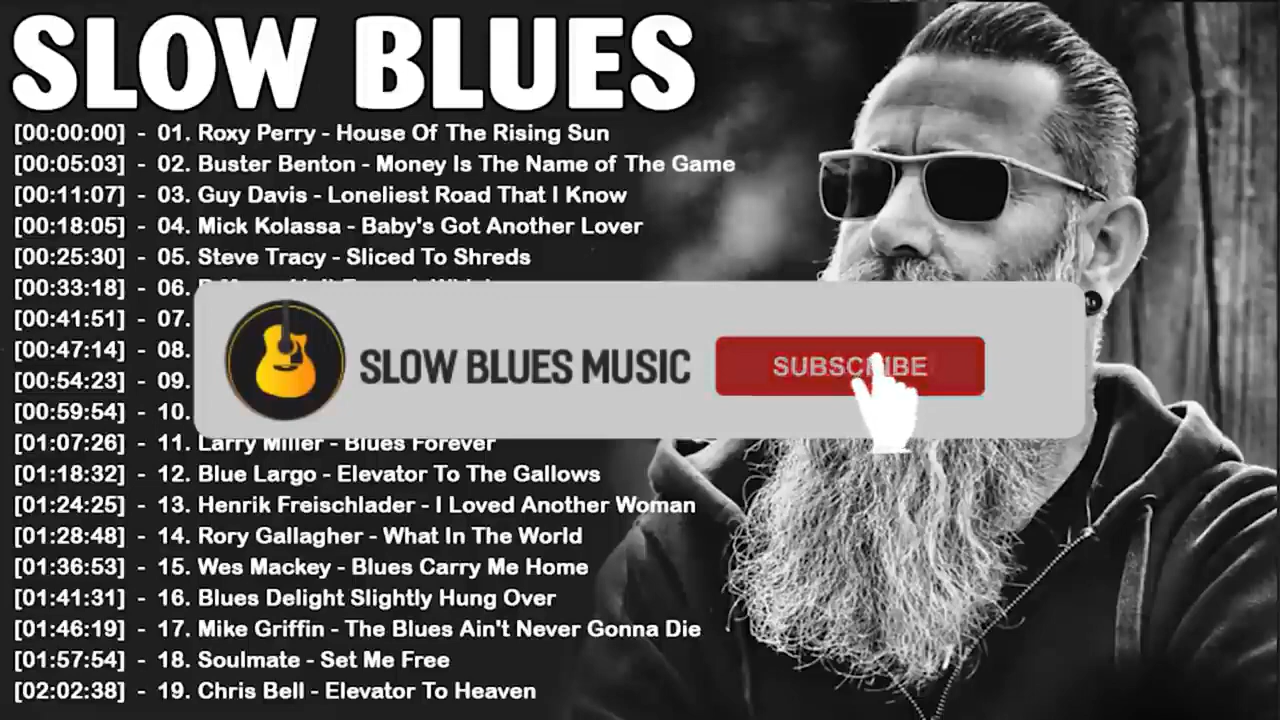 SLOW BLUES
[00:00:00] - 01. Roxy Perry - House Of The Rising Sun
[00:05:03] - 02. Buster Benton - Money Is The Name of The Game
[00:11:07] - 03. Guy Davis - Loneliest Road That I Know
[00:18:05] - 04. Mick Kolassa - Baby's Got Another Lover
[00:25:30] - 05. Steve Tracy - Sliced To Shreds
[00:33:18] - 06.
[00:41:51] - 07.
[00:47:14] - 08.
[00:54:23] - 09.
[00:59:54] - 10.
SLOW BLUES MUSIC
SUBSCRIBE
[01:07:26] - 11. Larry Miller - Blues Forever
[01:18:32] - 12. Blue Largo - Elevator To The Gallows
[01:24:25] - 13. Henrik Freischlader - I Loved Another Woman
[01:28:48] - 14. Rory Gallagher - What In The World
[01:36:53] - 15. Wes Mackey - Blues Carry Me Home
[01:41:31] - 16. Blues Delight Slightly Hung Over
[01:46:19] - 17. Mike Griffin - The Blues Ain't Never Gonna Die
[01:57:54] - 18. Soulmate - Set Me Free
[02:02:38] - 19. Chris Bell - Elevator To Heaven